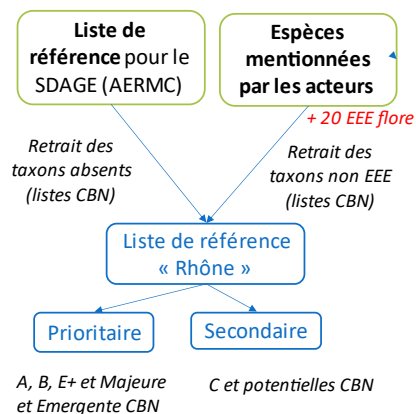 Liste de
référence pour le
SDAGE (AERMC)
Espèces
mentionnées
par les acteurs
+ 20 EEE flore
Retrait des
taxons absents
(listes CBN)
Retrait des
taxons non EEE
(listes CBN)
Liste de référence
« Rhône »
Prioritaire
Secondaire
A, B, E+ et Majeure
et Emergente CBN
C et potentielles CBN